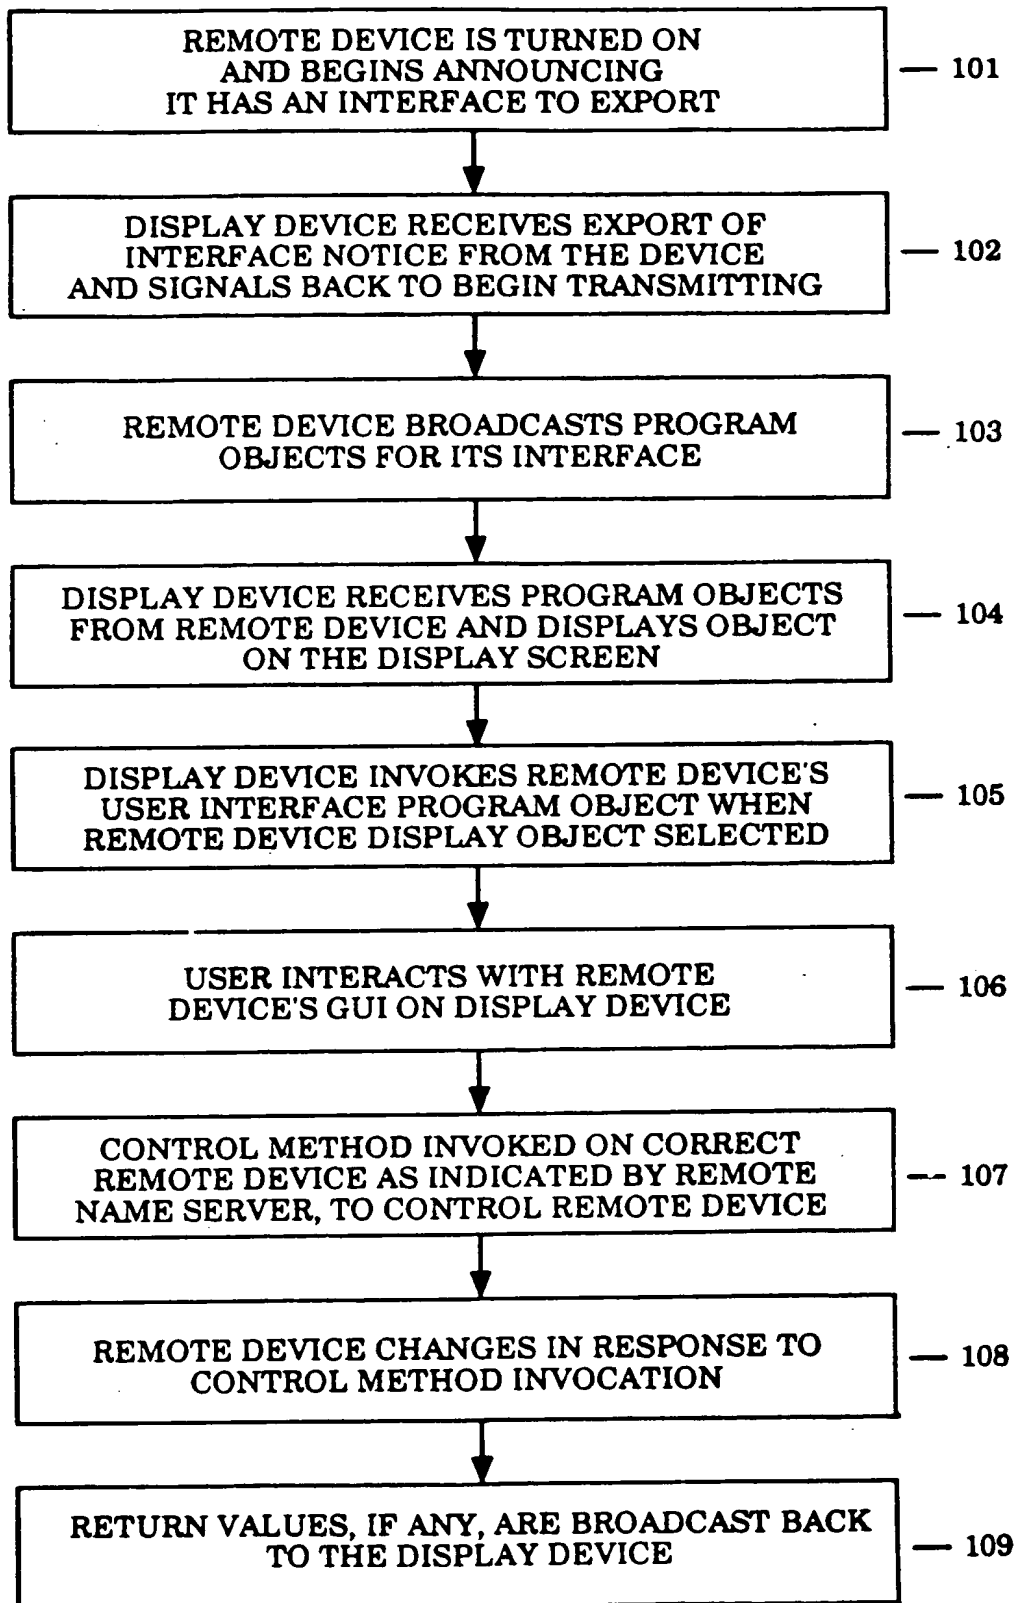 REMOTE DEVICE IS TURNED ON
AND BEGINS ANNOUNCING
IT HAS AN INTERFACE TO EXPORT
101
DISPLAY DEVICE RECEIVES EXPORT OF
INTERFACE NOTICE FROM THE DEVICE
AND SIGNALS BACK TO BEGIN TRANSMITTING
102
REMOTE DEVICE BROADCASTS PROGRAM
OBJECTS FOR ITS INTERFACE
103
DISPLAY DEVICE RECEIVES PROGRAM OBJECTS
FROM REMOTE DEVICE AND DISPLAYS OBJECT
ON THE DISPLAY SCREEN
104
DISPLAY DEVICE INVOKES REMOTE DEVICE'S
USER INTERFACE PROGRAM OBJECT WHEN
REMOTE DEVICE DISPLAY OBJECT SELECTED
105
USER INTERACTS WITH REMOTE
DEVICE'S GUI ON DISPLAY DEVICE
106
CONTROL METHOD INVOKED ON CORRECT
REMOTE DEVICE AS INDICATED BY REMOTE
NAME SERVER, TO CONTROL REMOTE DEVICE
107
REMOTE DEVICE CHANGES IN RESPONSE TO
CONTROL METHOD INVOCATION
108
RETURN VALUES, IF ANY, ARE BROADCAST BACK
TO THE DISPLAY DEVICE
109